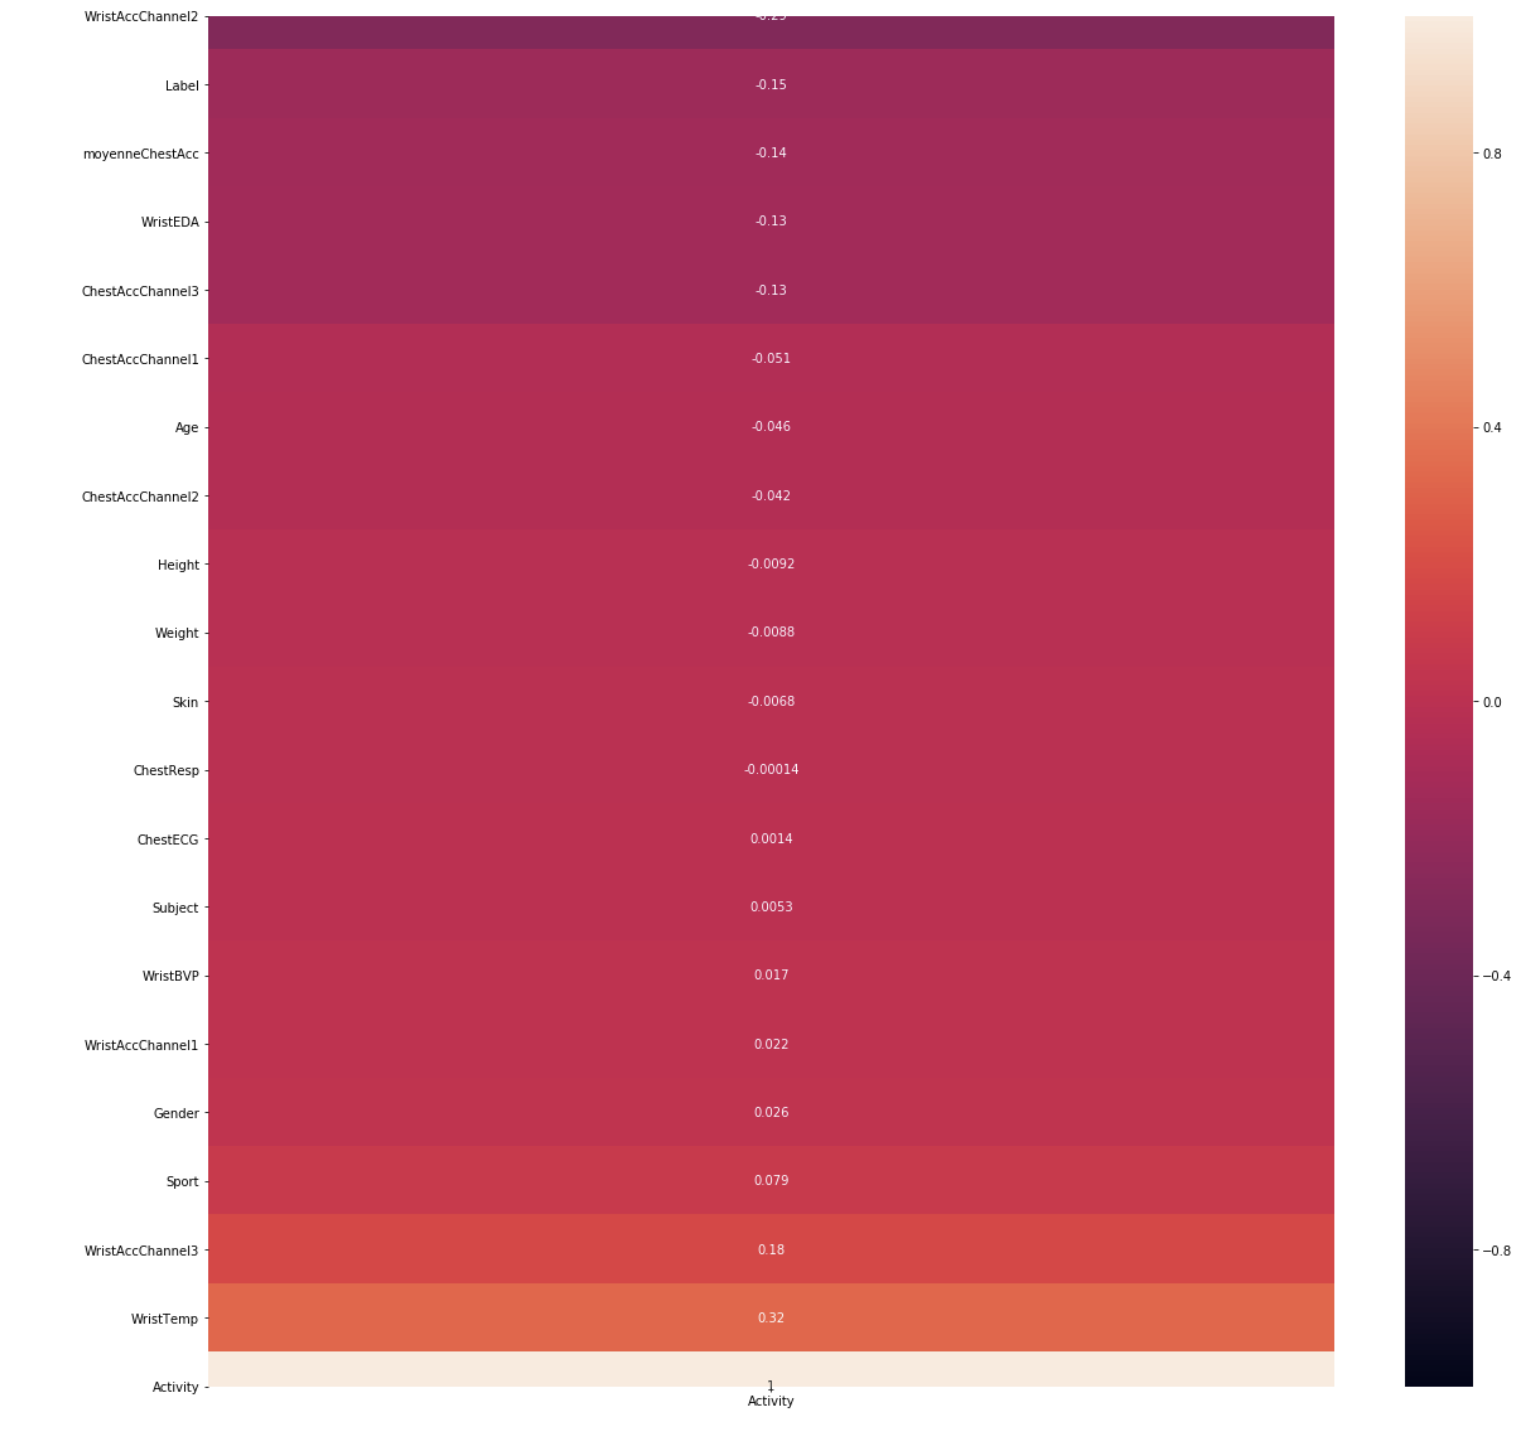 WristAccChannel2
Label -0.15
moyenneChestAcc -0.14
WristEDA -0.13
ChestAccChannel3 -0.13
ChestAccChannel1 -0.051
Age -0.046
ChestAccChannel2 -0.042
Height -0.0092
Weight -0.0088
Skin -0.0068
ChestResp -0.00014
ChestECG 0.0014
Subject 0.0053
WristBVP 0.017
WristAccChannel1 0.022
Gender 0.026
Sport 0.079
WristAccChannel3 0.18
WristTemp 0.32
Activity 1
Activity
0.8
0.4
0.0
−0.4
−0.8